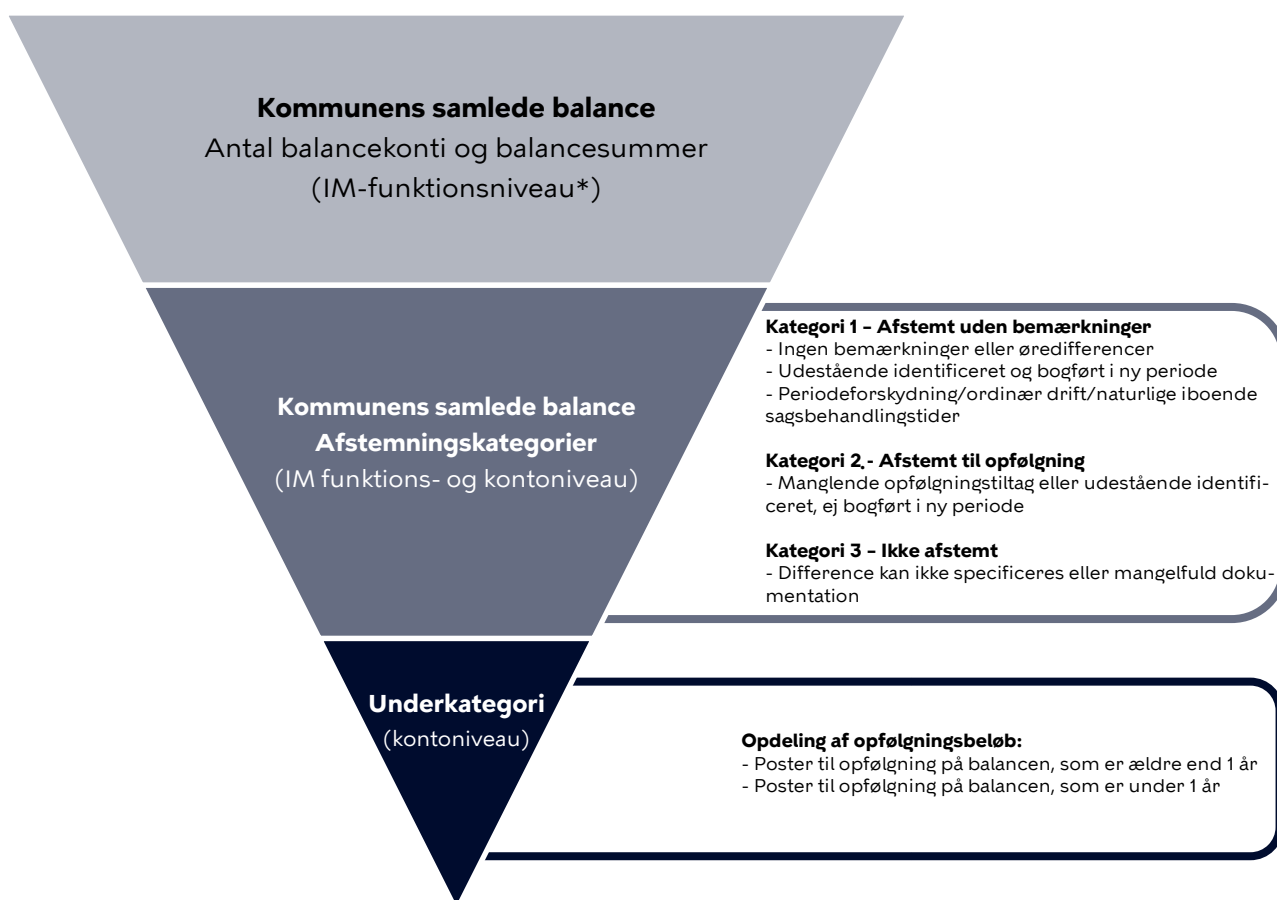 Kommunens samlede balance
Antal balancekonti og balancesummer
(IM-funktionsniveau*)
Kommunens samlede balance
Afstemningskategorier
(IM funktions- og kontoniveau)
Kategori 1 – Afstemt uden bemærkninger
- Ingen bemærkninger eller øredifferencer
- Udestående identificeret og bogført i ny periode
- Periodeforskydning/ordinær drift/naturlige iboende
sagsbehandlingstider
Kategori 2 - Afstemt til opfølgning
- Manglende opfølgningstiltag eller udestående identifi-
ceret, ej bogført i ny periode
Kategori 3 – Ikke afstemt
- Difference kan ikke specificeres eller mangelfuld doku-
mentation
Underkategori
(kontoniveau)
Opdeling af opfølgningsbeløb:
- Poster til opfølgning på balancen, som er ældre end 1 år
- Poster til opfølgning på balancen, som er under 1 år